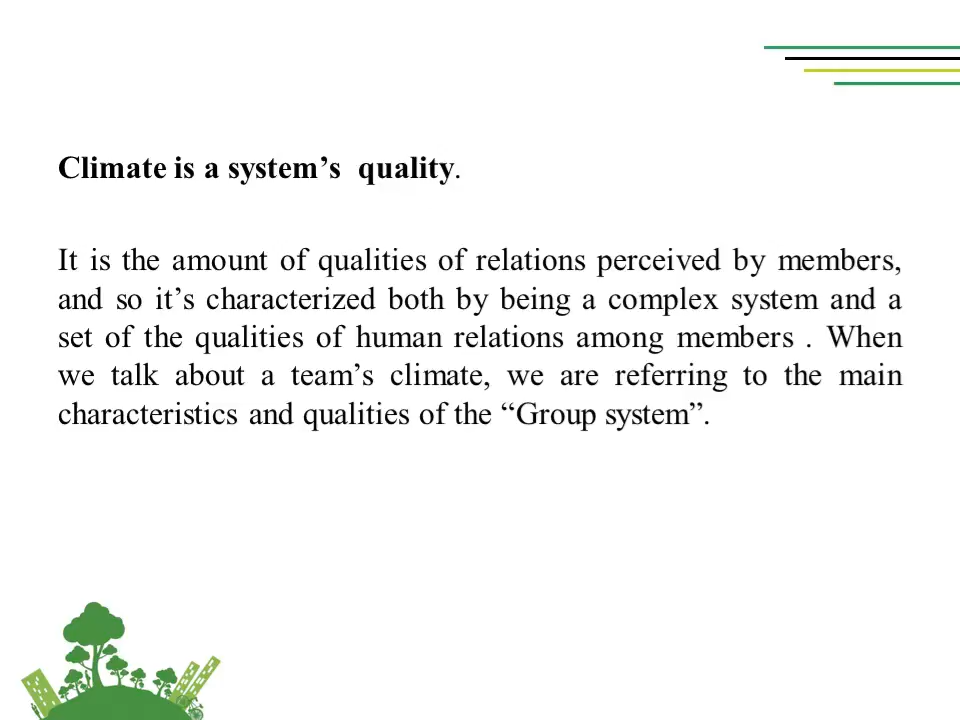 Climate is a system’s  quality.
It is the amount of qualities of relations perceived by members,
and so it’s characterized both by being a complex system and a
set of the qualities of human relations among members . When
we talk about a team’s climate, we are referring to the main
characteristics and qualities of the “Group system”.